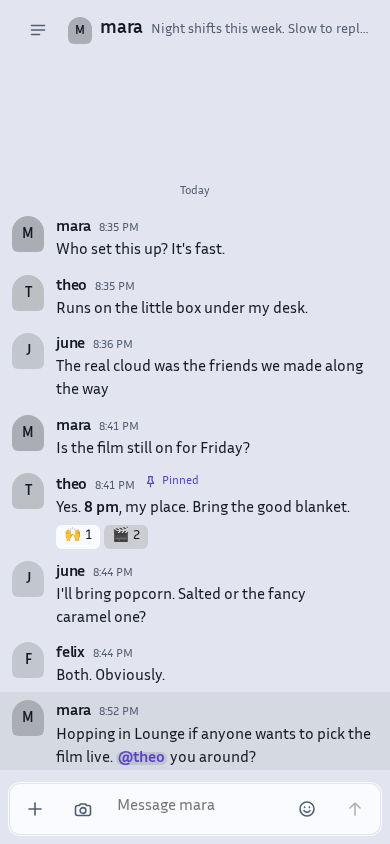 M mara Night shifts this week. Slow to repl…
Today
M
mara 8:35 PM
Who set this up? It's fast.
T
theo 8:35 PM
Runs on the little box under my desk.
J
june 8:36 PM
The real cloud was the friends we made along
the way
M
mara 8:41 PM
Is the film still on for Friday?
T
theo 8:41 PM Pinned
Yes. 8 pm, my place. Bring the good blanket.
🙌 1 🎬 2
J
june 8:44 PM
I'll bring popcorn. Salted or the fancy
caramel one?
F
felix 8:44 PM
Both. Obviously.
M
mara 8:52 PM
Hopping in Lounge if anyone wants to pick the
film live. @theo you around?
Message mara